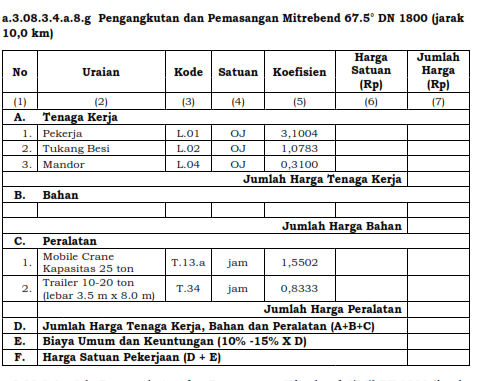 a.3.08.3.4.a.8.g Pengangkutan dan Pemasangan Mitrebend 67.5° DN 1800 (jarak
10,0 km)
No Uraian Kode Satuan Koefisien Harga Satuan (Rp) Jumlah Harga (Rp)
(1) (2) (3) (4) (5) (6) (7)
A. Tenaga Kerja
1. Pekerja L.01 OJ 3,1004
2. Tukang Besi L.02 OJ 1,0783
3. Mandor L.04 OJ 0,3100
Jumlah Harga Tenaga Kerja
B. Bahan
Jumlah Harga Bahan
C. Peralatan
1. Mobile Crane Kapasitas 25 ton T.13.a jam 1,5502
2. Trailer 10-20 ton (lebar 3.5 m x 8.0 m) T.34 jam 0,8333
Jumlah Harga Peralatan
D. Jumlah Harga Tenaga Kerja, Bahan dan Peralatan (A+B+C)
E. Biaya Umum dan Keuntungan (10% -15% X D)
F. Harga Satuan Pekerjaan (D + E)